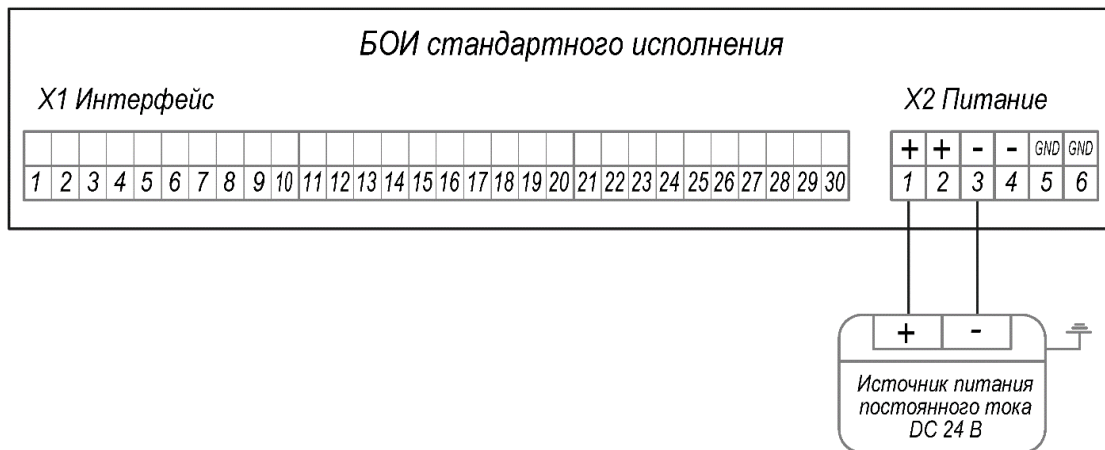 БОИ стандартного исполнения
X1 Интерфейс
X2 Питание
+ + - - GND GND
1 2 3 4 5 6 7 8 9 10 11 12 13 14 15 16 17 18 19 20 21 22 23 24 25 26 27 28 29 30
1 2 3 4 5 6
+ -
Источник питания
постоянного тока
DC 24 В